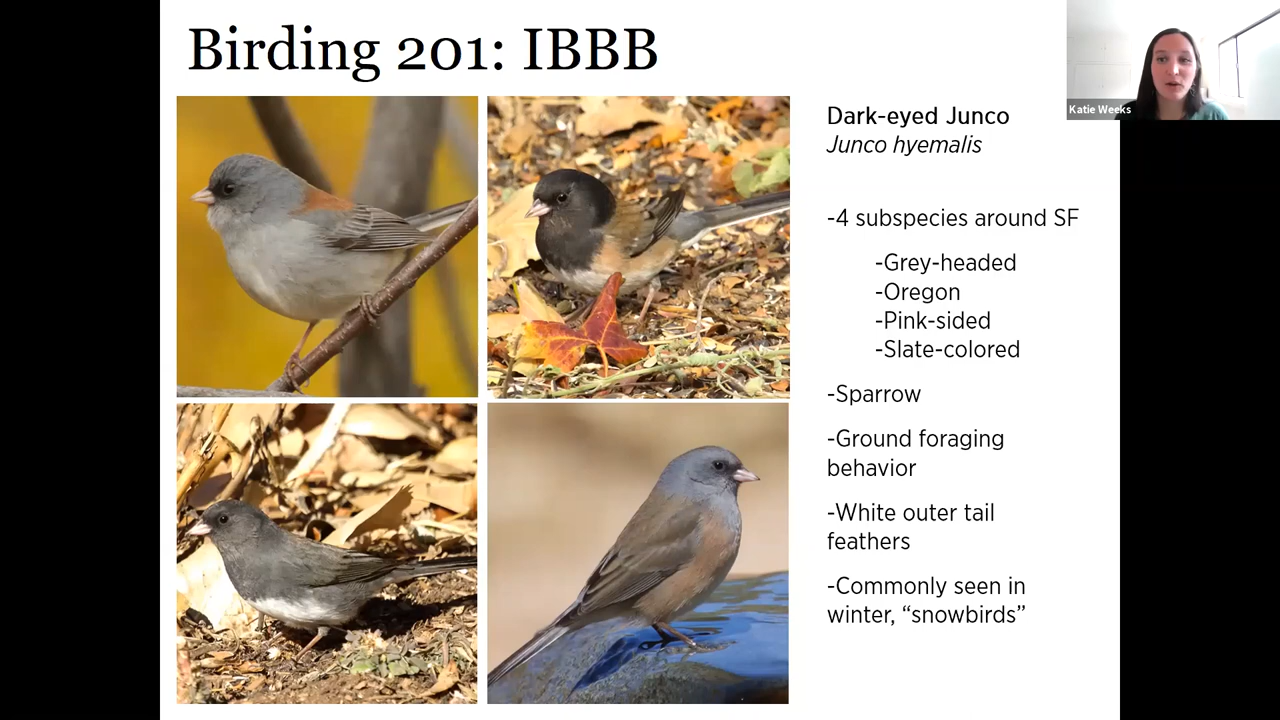 Birding 201: IBBB
Katie Weeks
Dark-eyed Junco
Junco hyemalis
-4 subspecies around SF
-Grey-headed
-Oregon
-Pink-sided
-Slate-colored
-Sparrow
-Ground foraging
behavior
-White outer tail
feathers
-Commonly seen in
winter, “snowbirds”